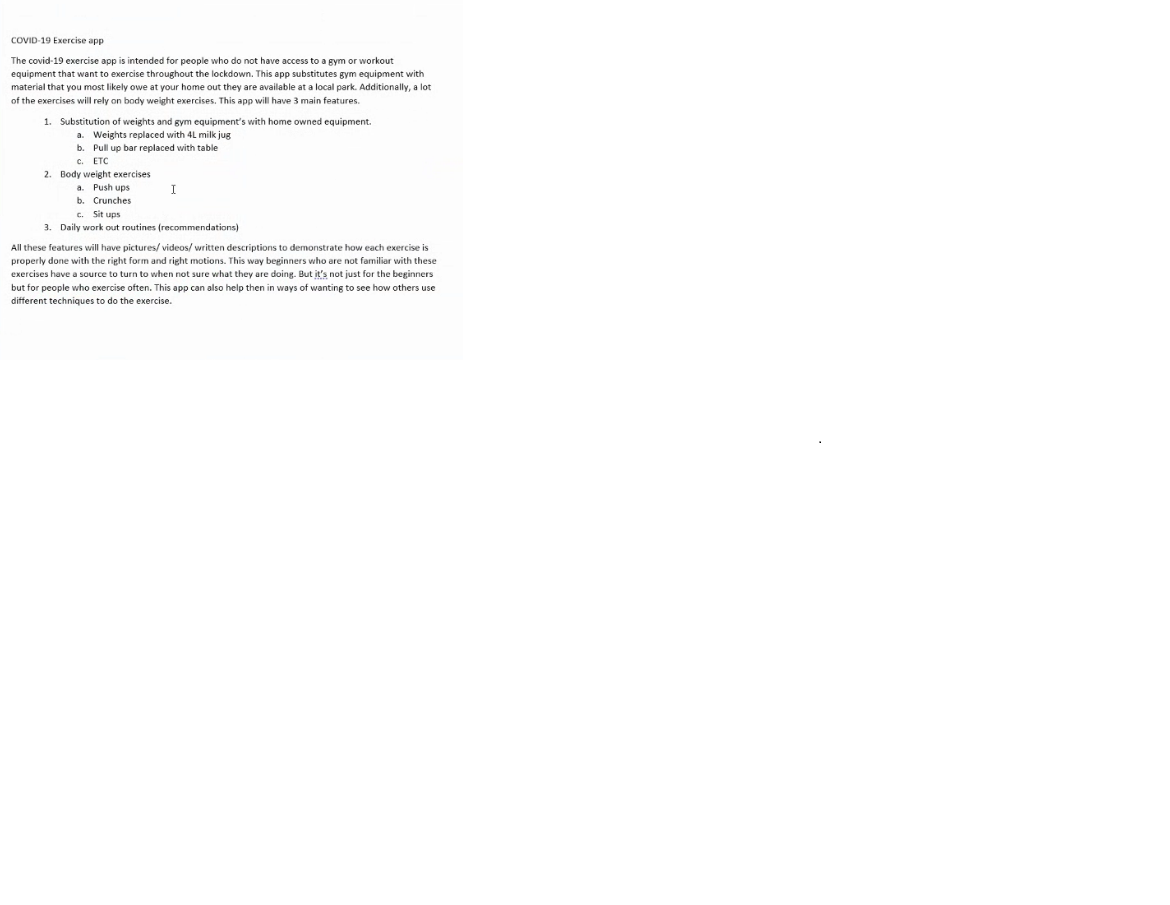 COVID-19 Exercise app
The covid-19 exercise app is intended for people who do not have access to a gym or workout
equipment that want to exercise throughout the lockdown. This app substitutes gym equipment with
material that you most likely owe at your home out they are available at a local park. Additionally, a lot
of the exercises will rely on body weight exercises. This app will have 3 main features.
1. Substitution of weights and gym equipment's with home owned equipment.
a. Weights replaced with 4L milk jug
b. Pull up bar replaced with table
c. ETC
2. Body weight exercises
a. Push ups
b. Crunches
c. Sit ups
3. Daily work out routines (recommendations)
All these features will have pictures/ videos/ written descriptions to demonstrate how each exercise is
properly done with the right form and right motions. This way beginners who are not familiar with these
exercises have a source to turn to when not sure what they are doing. But it's not just for the beginners
but for people who exercise often. This app can also help then in ways of wanting to see how others use
different techniques to do the exercise.